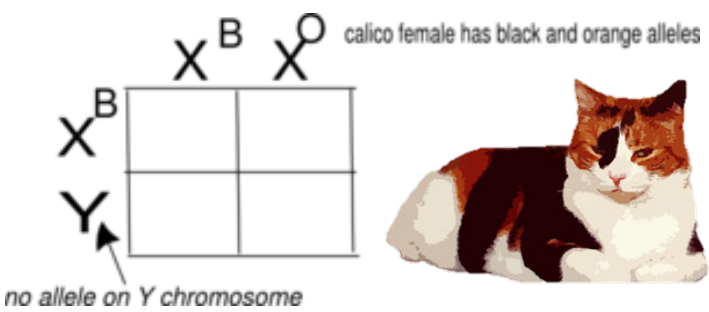 X^B X^O calico female has black and orange alleles
X^B
Y
no allele on Y chromosome